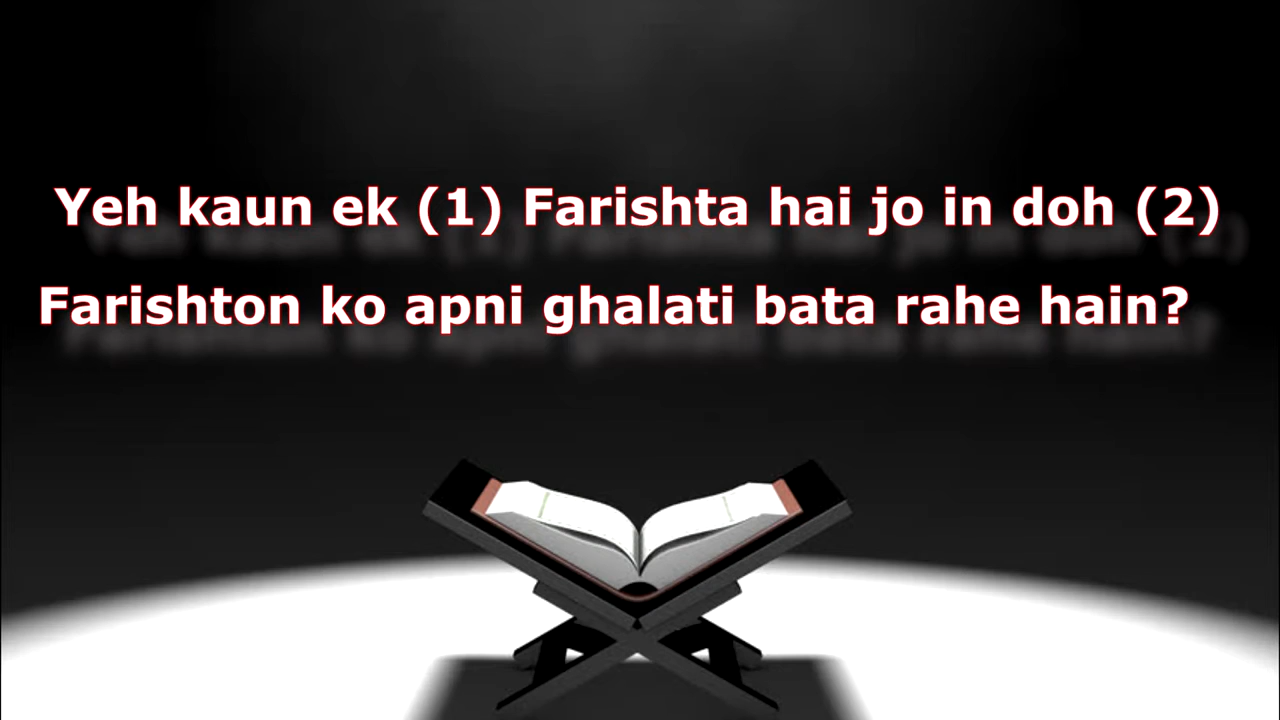 Yeh kaun ek (1) Farishta hai jo in doh (2)
Farishton ko apni ghalati bata rahe hain?